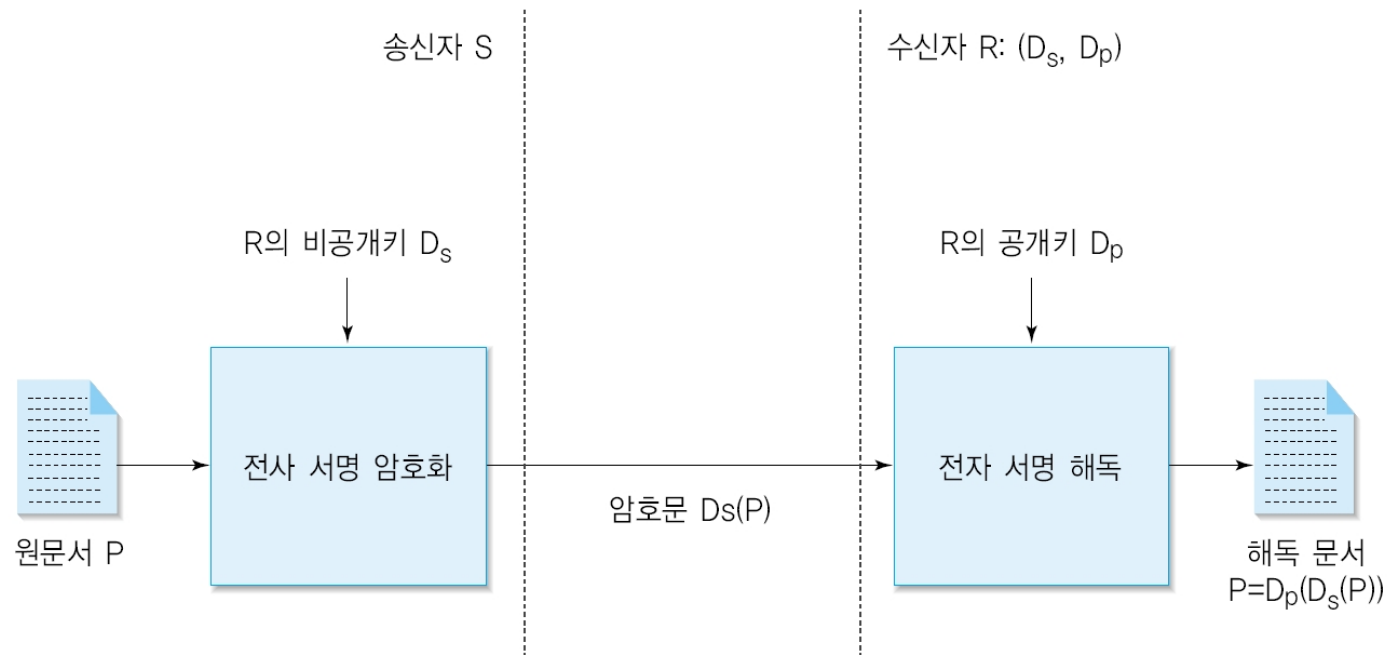 송신자 S
수신자 R: (Ds, Dp)
R의 비공개키 Ds
R의 공개키 Dp
전사 서명 암호화
전자 서명 해독
암호문 Ds(P)
원문서 P
해독 문서
P=Dp(Ds(P))